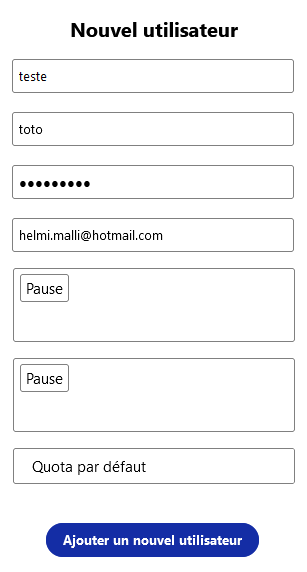 Nouvel utilisateur
teste
toto
•••••••••
helmi.malli@hotmail.com
Pause
Pause
Quota par défaut
Ajouter un nouvel utilisateur